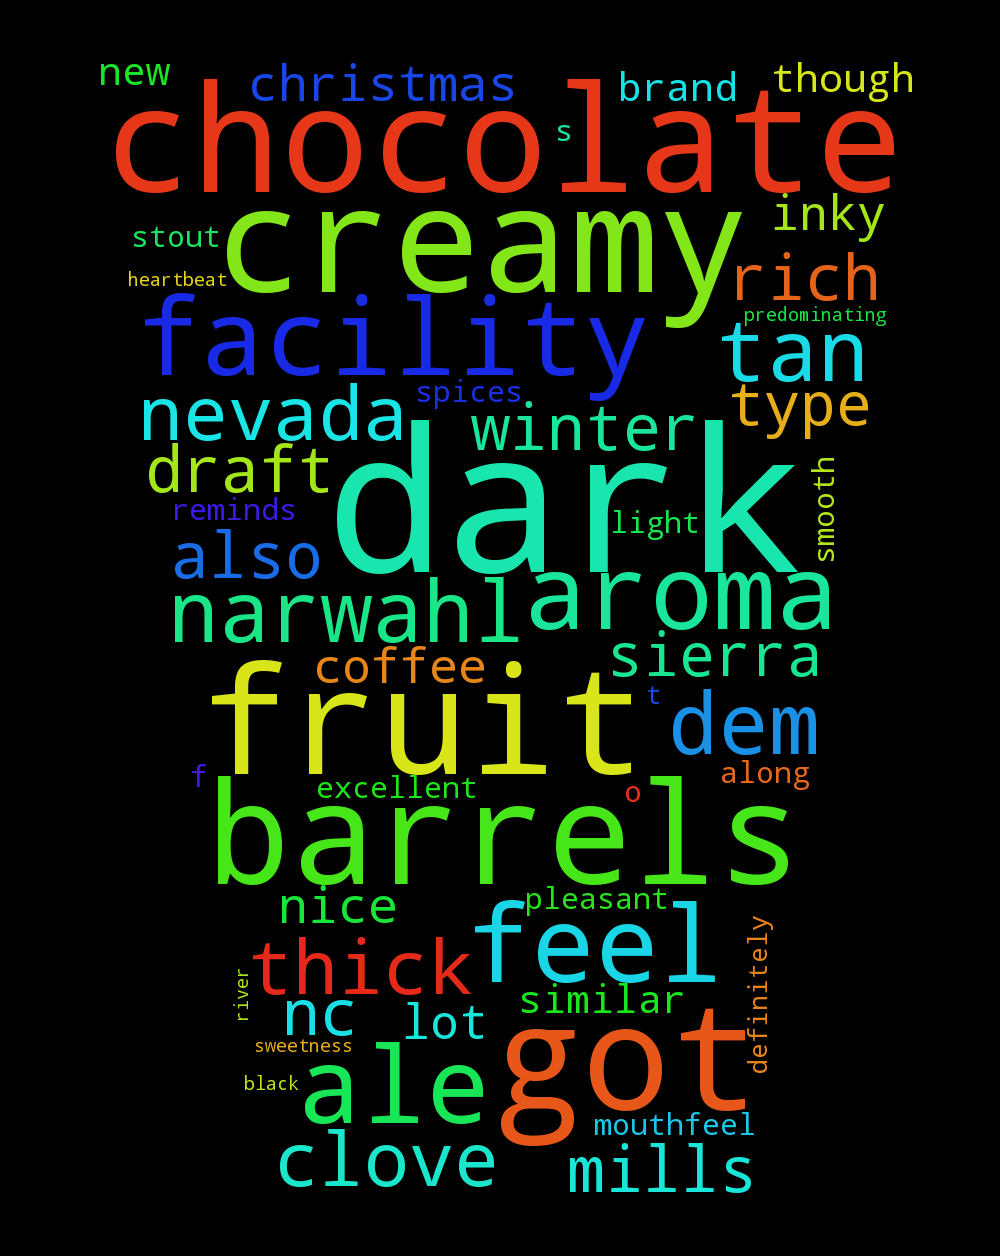 new christmas brand though
chocolate
s
creamy
inky
stout
heartbeat
rich
facility
predominating
tan
spices
nevada
winter
type
draft
dark
smooth
reminds
light
also
aroma
narwahl
sierra
coffee
fruit
t
dem
f
along
excellent
o
barrels
nice
pleasant
feel
definitely
thick
river
nc
lot
similar
got
sweetness
ale
black
mouthfeel
clove
mills